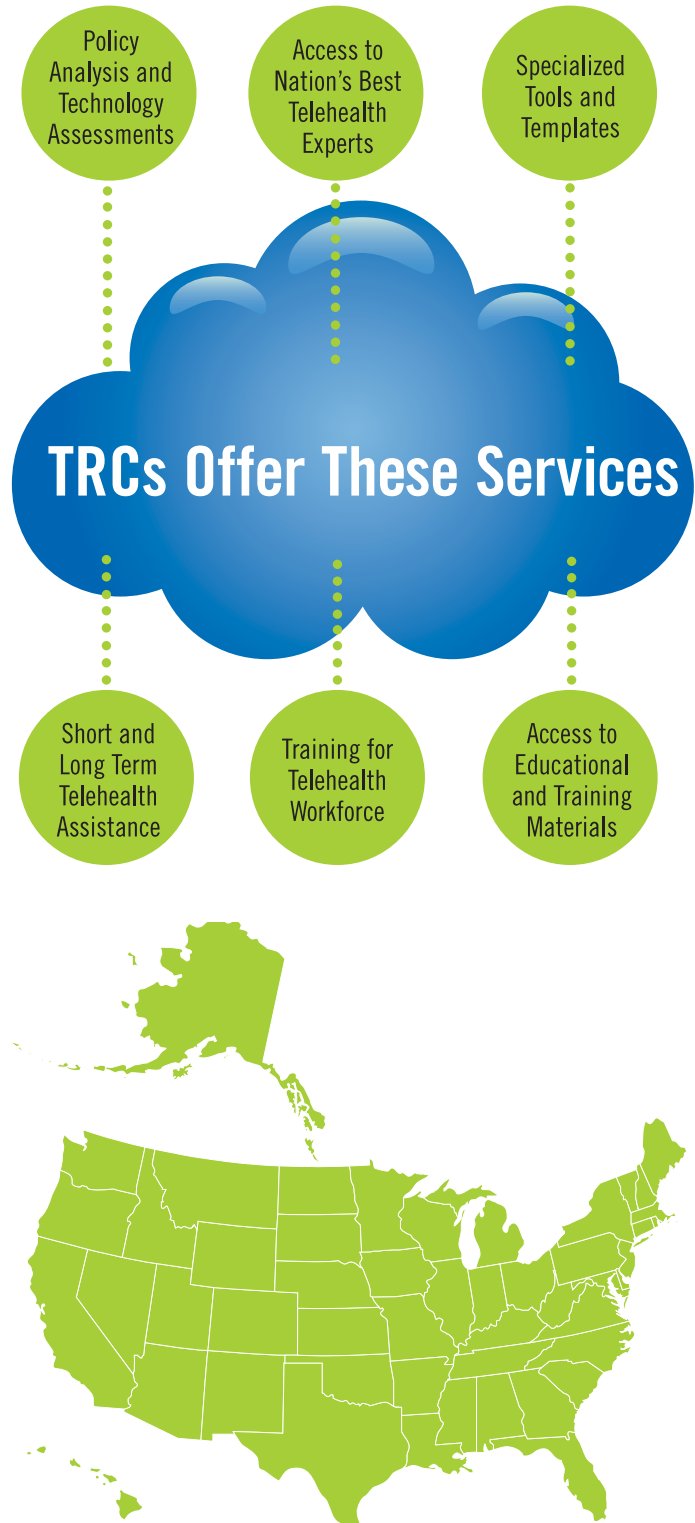 Policy
Analysis and
Technology
Assessments
Access to
Nation’s Best
Telehealth
Experts
Specialized
Tools and
Templates
TRCs Offer These Services
Short and
Long Term
Telehealth
Assistance
Training for
Telehealth
Workforce
Access to
Educational
and Training
Materials